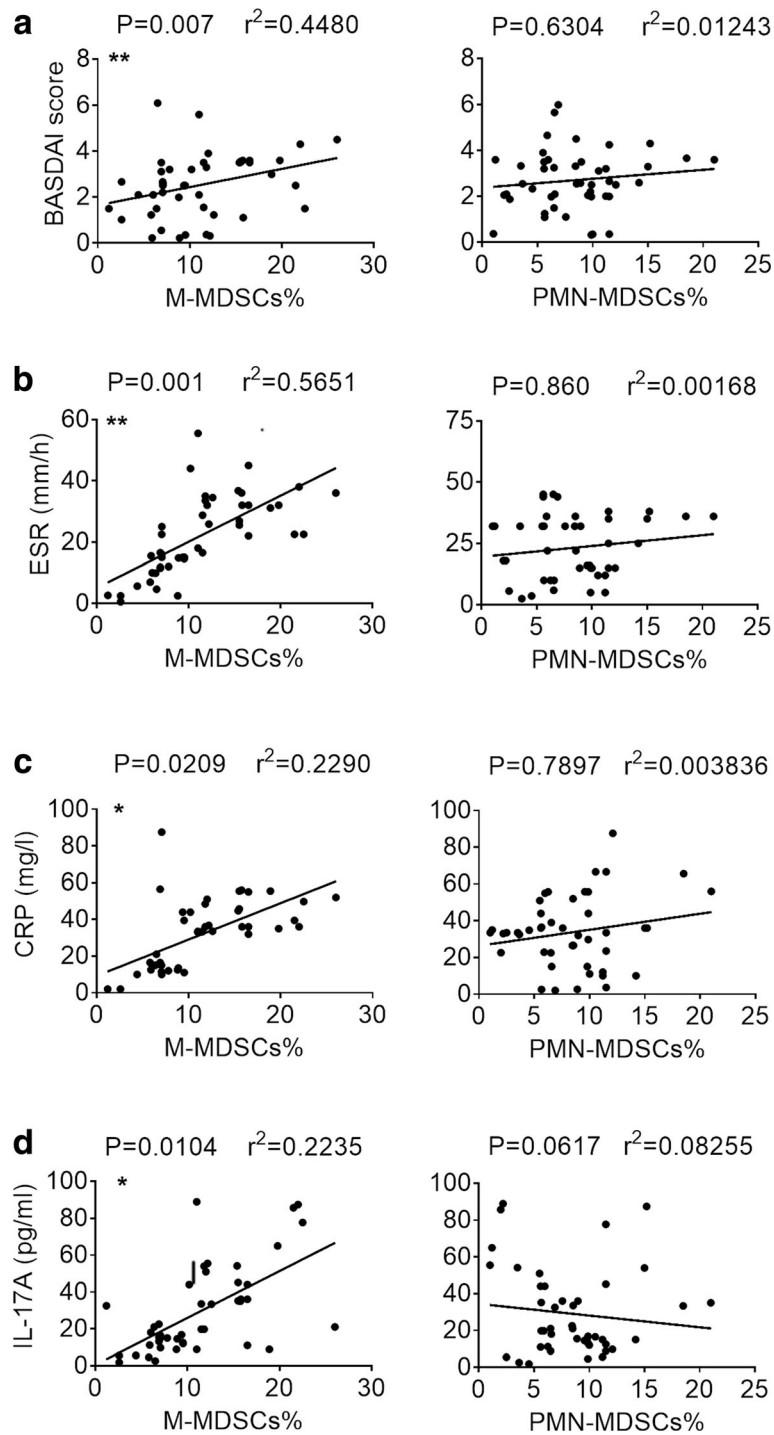 a
P=0.007 r²=0.4480
P=0.6304 r²=0.01243
BASDAI score
**
8
6
4
2
0
0 10 20 30
M-MDSCs%
8
6
4
2
0
0 5 10 15 20 25
PMN-MDSCs%
b
P=0.001 r²=0.5651
P=0.860 r²=0.00168
ESR (mm/h)
**
60
40
20
0
0 10 20 30
M-MDSCs%
75
50
25
0
0 5 10 15 20 25
PMN-MDSCs%
c
P=0.0209 r²=0.2290
P=0.7897 r²=0.003836
CRP (mg/l)
*
100
80
60
40
20
0
0 10 20 30
M-MDSCs%
100
80
60
40
20
0
0 5 10 15 20 25
PMN-MDSCs%
d
P=0.0104 r²=0.2235
P=0.0617 r²=0.08255
IL-17A (pg/ml)
*
100
80
60
40
20
0
0 10 20 30
M-MDSCs%
100
80
60
40
20
0
0 5 10 15 20 25
PMN-MDSCs%